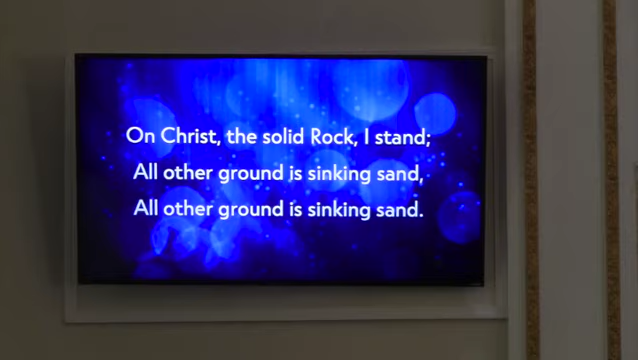 On Christ, the solid Rock, I stand;
All other ground is sinking sand,
All other ground is sinking sand.